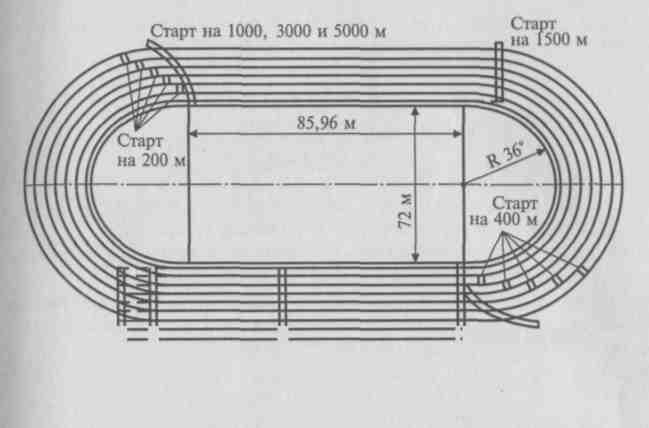 Старт на 1000, 3000 и 5000 м
Старт
на 1500 м
Старт
на 200 м
85,96 м
72 м
R 36°
Старт
на 400 м